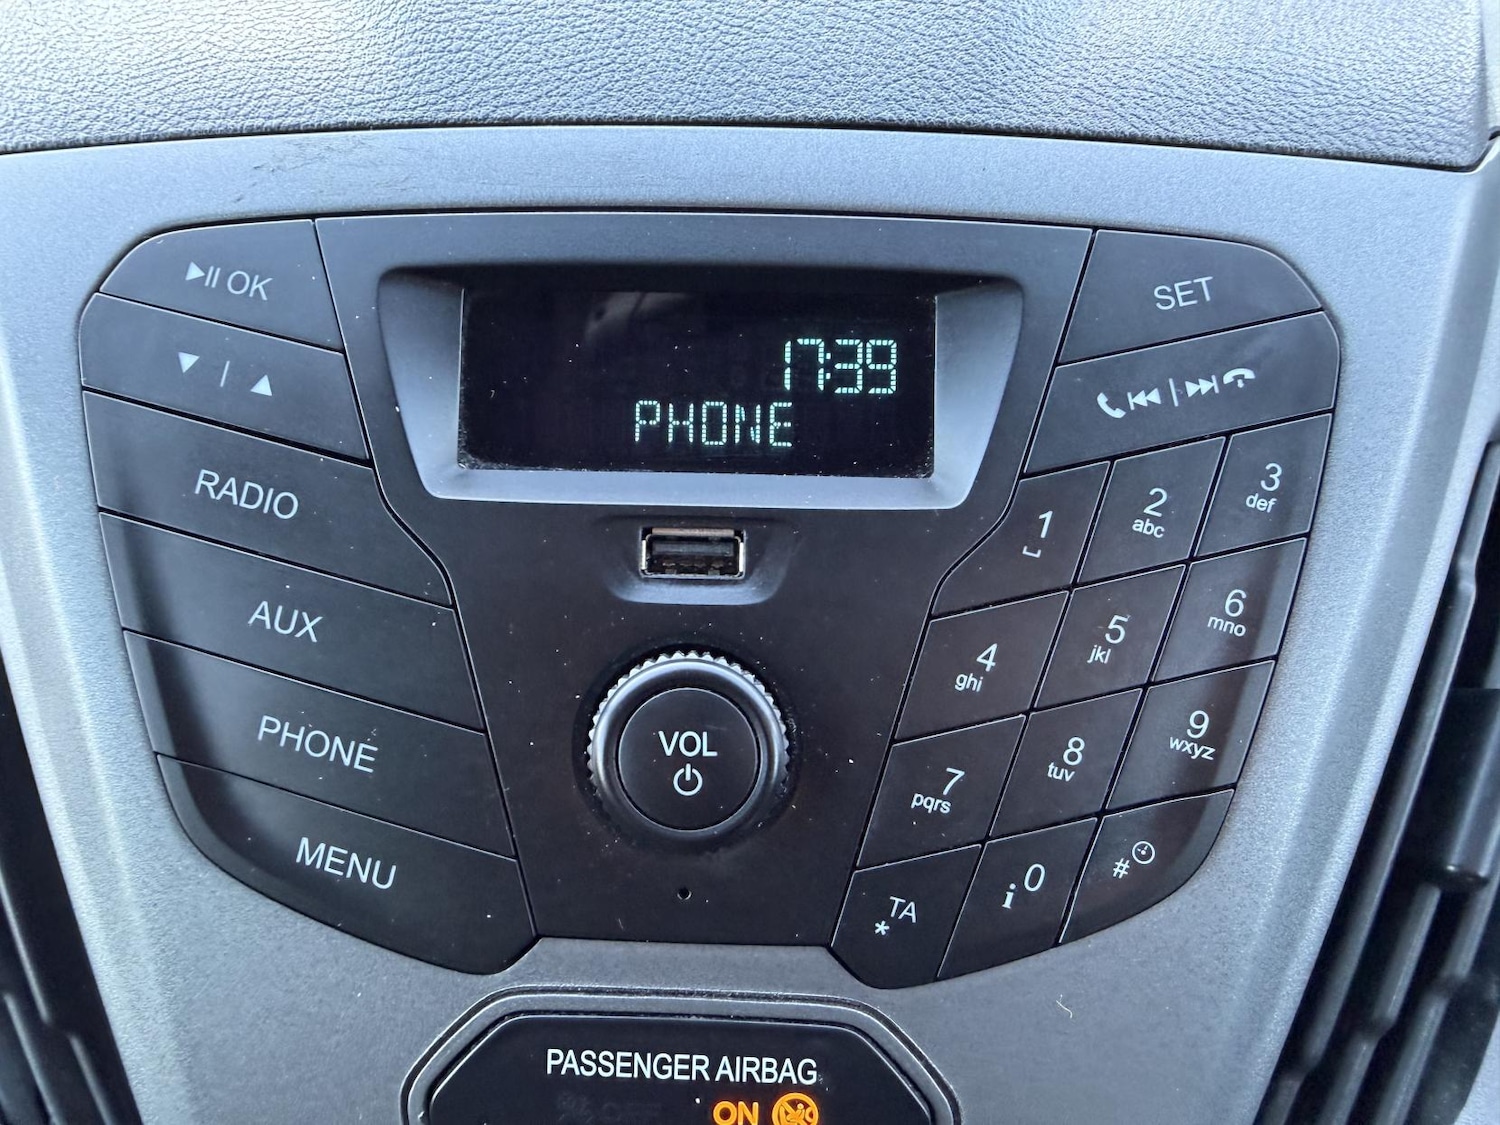 OK
17:39
PHONE
SET
RADIO
AUX
PHONE
MENU
VOL
1
2
abc
3
def
4
ghi
5
jkl
6
mno
7
pqrs
8
tuv
9
wxyz
TA
*
i 0
#
PASSENGER AIRBAG
OFF
ON